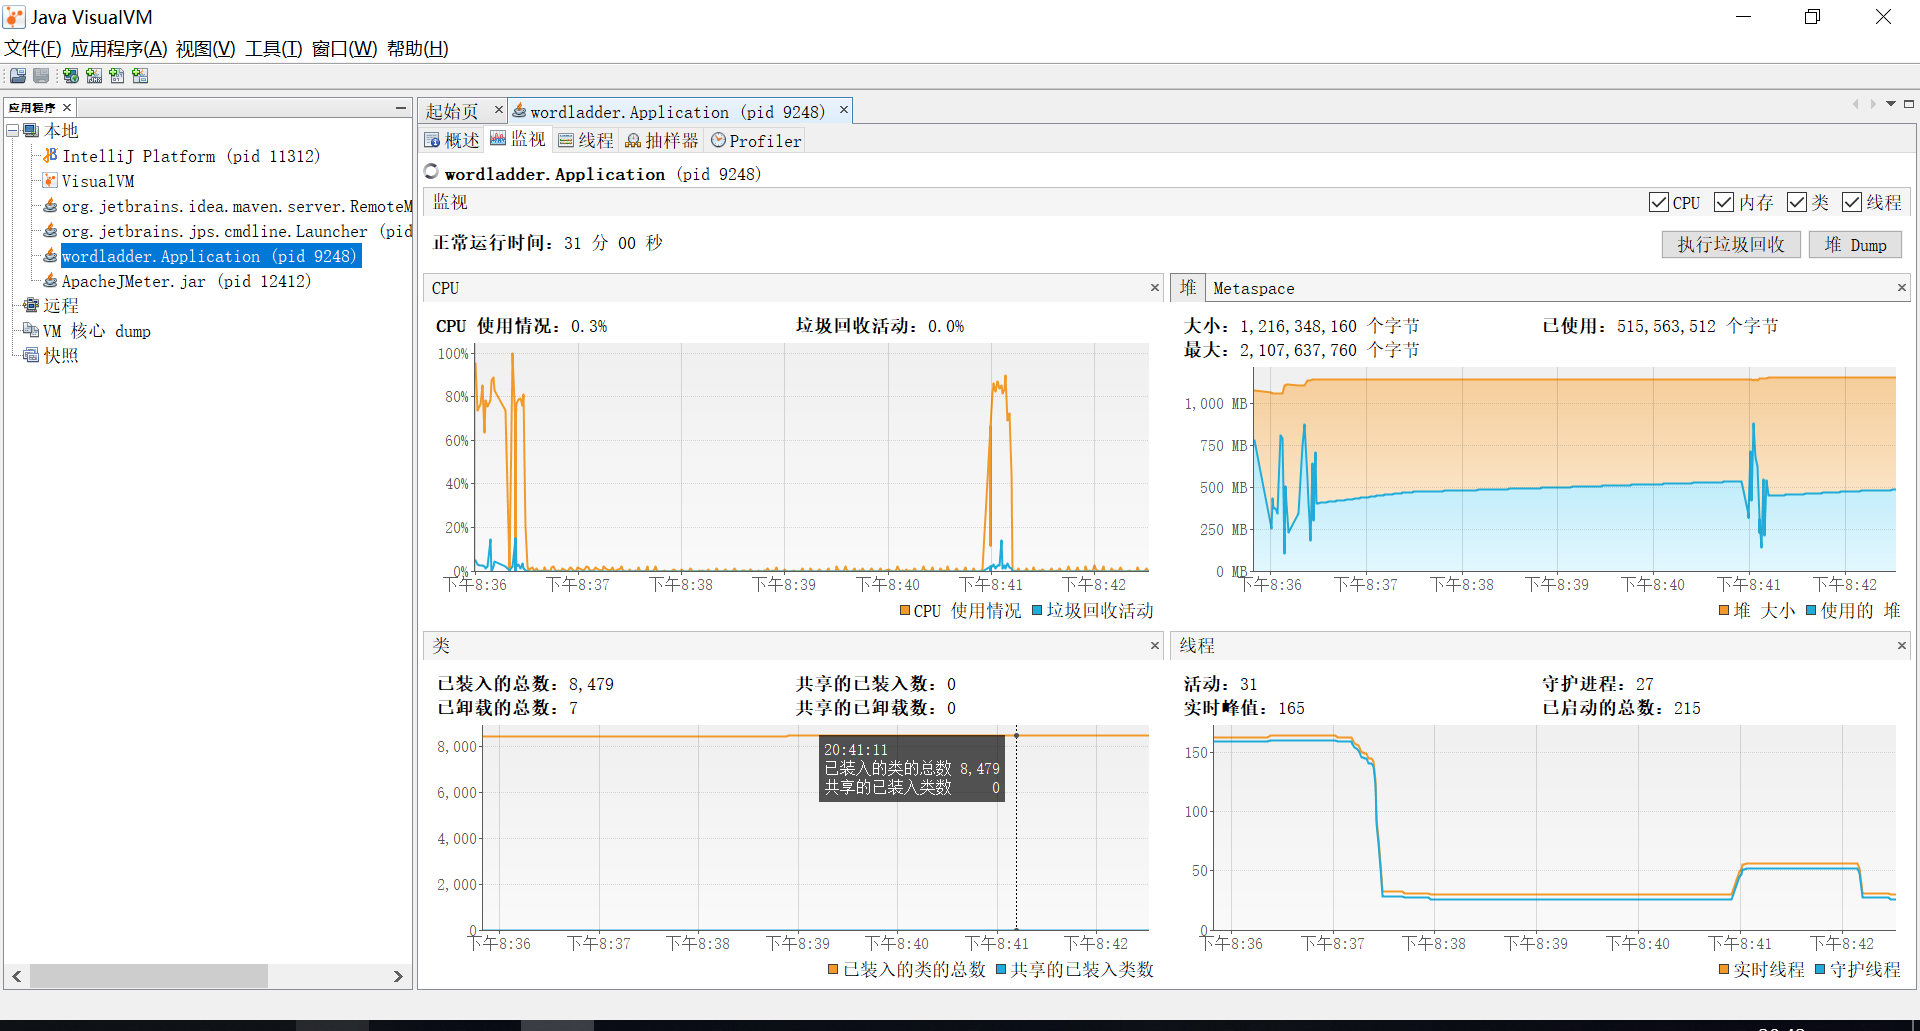 Java VisualVM
文件(F) 应用程序(A) 视图(V) 工具(T) 窗口(W) 帮助(H)
应用程序
本地
IntelliJ Platform (pid 11312)
VisualVM
org.jetbrains.idea.maven.server.RemoteM
org.jetbrains.jps.cmdline.Launcher (pid
wordladder.Application (pid 9248)
ApacheJMeter.jar (pid 12412)
远程
VM 核心 dump
快照
起始页 wordladder.Application (pid 9248)
概述 监视 线程 抽样器 Profiler
wordladder.Application (pid 9248)
监视 CPU 内存 类 线程
正常运行时间: 31 分 00 秒 执行垃圾回收 堆 Dump
CPU
CPU 使用情况: 0.3% 垃圾回收活动: 0.0%
100%
80%
60%
40%
20%
0%
下午8:36 下午8:37 下午8:38 下午8:39 下午8:40 下午8:41 下午8:42
CPU 使用情况 垃圾回收活动
堆 Metaspace
大小: 1,216,348,160 个字节 已使用: 515,563,512 个字节
最大: 2,107,637,760 个字节
1,000 MB
750 MB
500 MB
250 MB
0 MB
下午8:36 下午8:37 下午8:38 下午8:39 下午8:40 下午8:41 下午8:42
堆 大小 使用的 堆
类
已装入的总数: 8,479 共享的已装入数: 0
已卸载的总数: 7 共享的已卸载数: 0
8,000
6,000
4,000
2,000
0
20:41:11
已装入的类的总数 8,479
共享的已装入类数 0
下午8:36 下午8:37 下午8:38 下午8:39 下午8:40 下午8:41 下午8:42
已装入的类的总数 共享的已装入类数
线程
活动: 31 守护进程: 27
实时峰值: 165 已启动的总数: 215
150
100
50
0
下午8:36 下午8:37 下午8:38 下午8:39 下午8:40 下午8:41 下午8:42
实时线程 守护线程